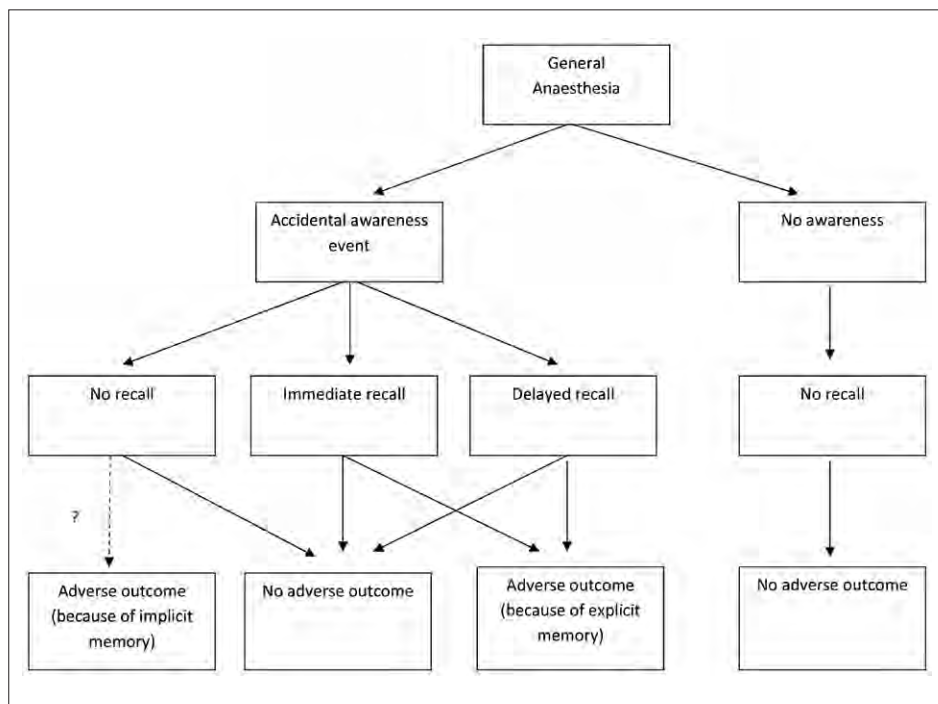 General
Anaesthesia
Accidental awareness
event
No awareness
No recall
Immediate recall
Delayed recall
No recall
?
Adverse outcome
(because of implicit
memory)
No adverse outcome
Adverse outcome
(because of explicit
memory)
No adverse outcome